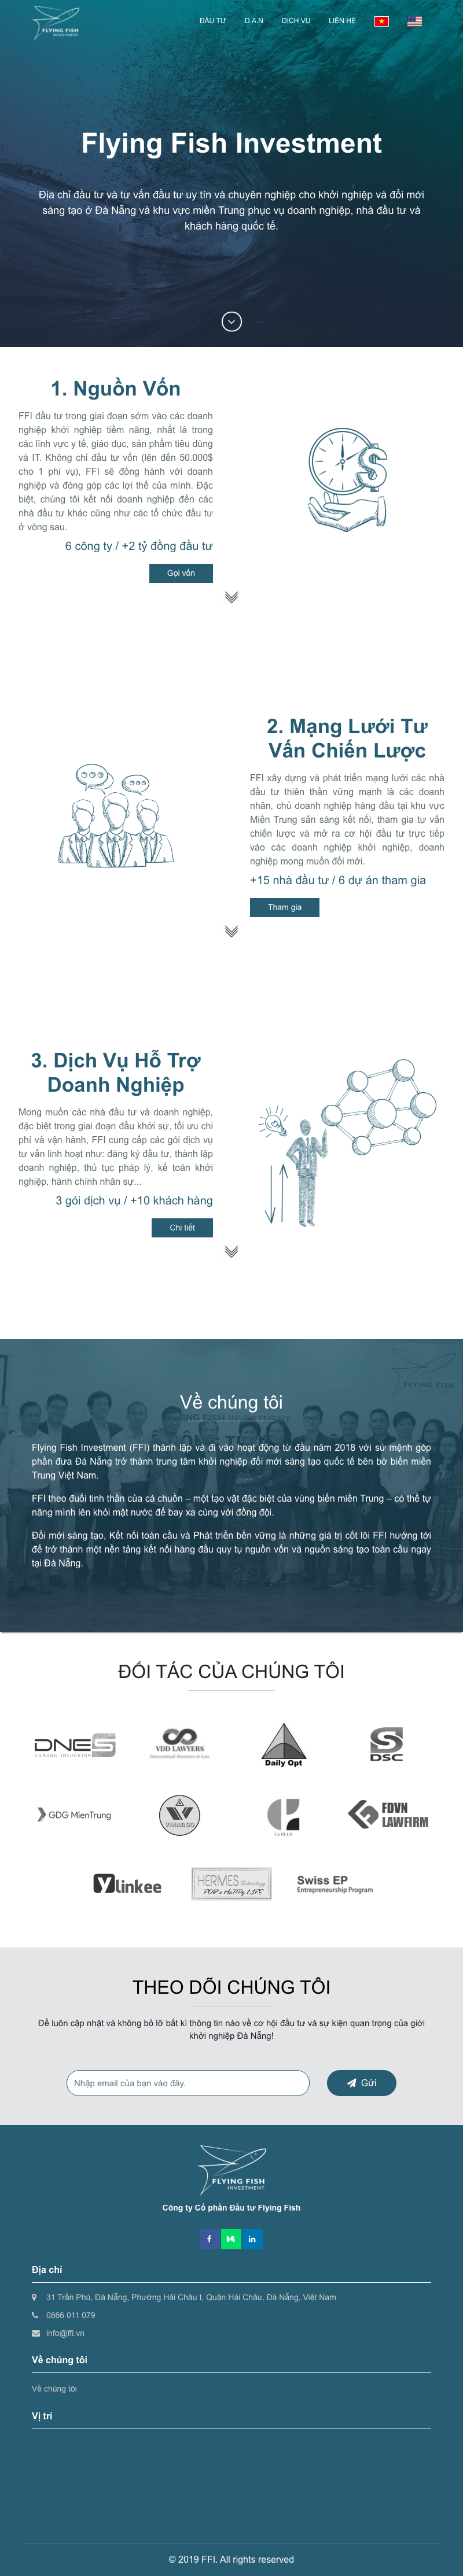 FLYING FISH
INVESTMENT
ĐẦU TƯ
D.A.N
DỊCH VỤ
LIÊN HỆ
Flying Fish Investment
Địa chỉ đầu tư và tư vấn đầu tư uy tín và chuyên nghiệp cho khởi nghiệp và đổi mới
sáng tạo ở Đà Nẵng và khu vực miền Trung phục vụ doanh nghiệp, nhà đầu tư và
khách hàng quốc tế.
1. Nguồn Vốn
FFI đầu tư trong giai đoạn sớm vào các doanh
nghiệp khởi nghiệp tiềm năng, nhất là trong
các lĩnh vực y tế, giáo dục, sản phẩm tiêu dùng
và IT. Không chỉ đầu tư vốn (lên đến 50.000$
cho 1 phi vụ), FFI sẽ đồng hành với doanh
nghiệp và đóng góp các lợi thế của mình. Đặc
biệt, chúng tôi kết nối doanh nghiệp đến các
nhà đầu tư khác cũng như các tổ chức đầu tư
ở vòng sau.
6 công ty / +2 tỷ đồng đầu tư
Gọi vốn
2. Mạng Lưới Tư
Vấn Chiến Lược
FFI xây dựng và phát triển mạng lưới các nhà
đầu tư thiên thần vững mạnh là các doanh
nhân, chủ doanh nghiệp hàng đầu tại khu vực
Miền Trung sẵn sàng kết nối, tham gia tư vấn
chiến lược và mở ra cơ hội đầu tư trực tiếp
vào các doanh nghiệp khởi nghiệp, doanh
nghiệp mong muốn đổi mới.
+15 nhà đầu tư / 6 dự án tham gia
Tham gia
3. Dịch Vụ Hỗ Trợ
Doanh Nghiệp
Mong muốn các nhà đầu tư và doanh nghiệp,
đặc biệt trong giai đoạn đầu khởi sự, tối ưu chi
phí và vận hành, FFI cung cấp các gói dịch vụ
tư vấn linh hoạt như: đăng ký đầu tư, thành lập
doanh nghiệp, thủ tục pháp lý, kế toán khởi
nghiệp, hành chính nhân sự...
3 gói dịch vụ / +10 khách hàng
Chi tiết
FLYING FISH
Về chúng tôi
Flying Fish Investment (FFI) thành lập và đi vào hoạt động từ đầu năm 2018 với sứ mệnh góp
phần đưa Đà Nẵng trở thành trung tâm khởi nghiệp đổi mới sáng tạo quốc tế bên bờ biển miền
Trung Việt Nam.
FFI theo đuổi tinh thần của cá chuồn – một tạo vật đặc biệt của vùng biển miền Trung – có thể tự
nâng mình lên khỏi mặt nước để bay xa cùng với đồng đội.
Đổi mới sáng tạo, Kết nối toàn cầu và Phát triển bền vững là những giá trị cốt lõi FFI hướng tới
để trở thành một nền tảng kết nối hàng đầu quy tụ nguồn vốn và nguồn sáng tạo toàn cầu ngay
tại Đà Nẵng.
ĐỐI TÁC CỦA CHÚNG TÔI
DNES
DANANG INCUBATOR
VDD LAWYERS
International Attorneys-at-Law
Daily Opt
DSC
GDG MienTrung
VINADCO
FDVN
LAWFIRM
Ylinkee
HERMES Technology
FOR a HaPPy LIFE
Swiss EP
Entrepreneurship Program
THEO DÕI CHÚNG TÔI
Để luôn cập nhật và không bỏ lỡ bất kì thông tin nào về cơ hội đầu tư và sự kiện quan trọng của giới
khởi nghiệp Đà Nẵng!
Nhập email của bạn vào đây.
Gửi
FLYING FISH
INVESTMENT
Công ty Cổ phần Đầu tư Flying Fish
Địa chỉ
31 Trần Phú, Đà Nẵng, Phường Hải Châu I, Quận Hải Châu, Đà Nẵng, Việt Nam
0866 011 079
info@ffi.vn
Về chúng tôi
Về chúng tôi
Vị trí
© 2019 FFI. All rights reserved